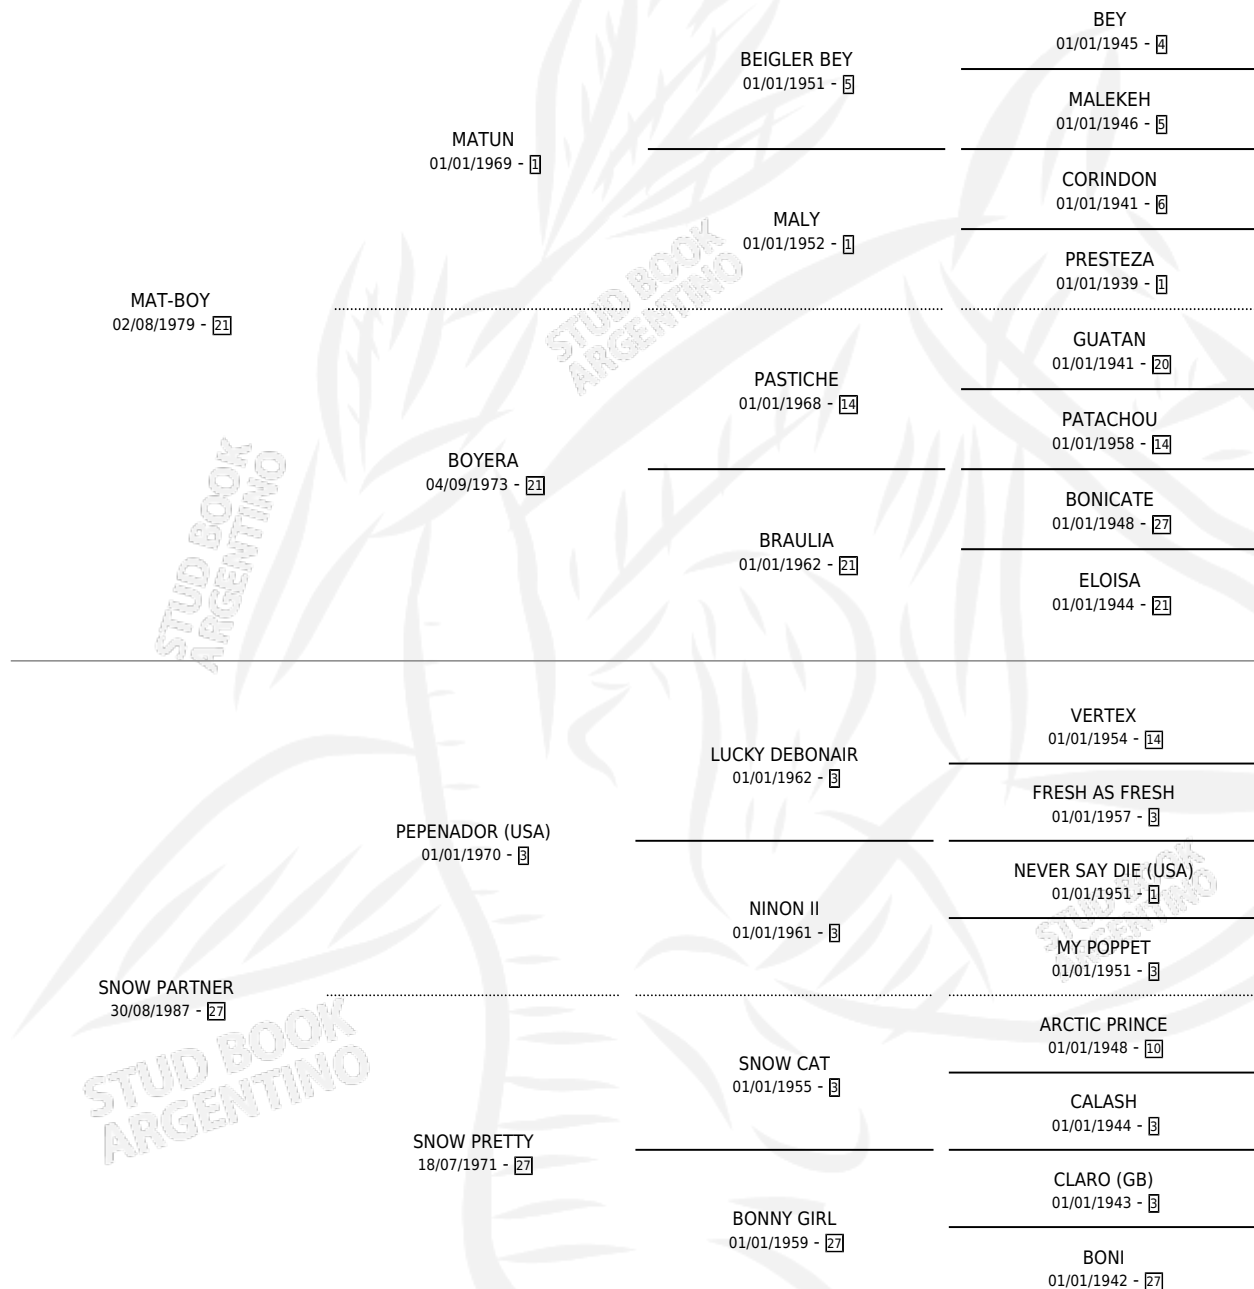 BEY
01/01/1945 - 4
BEIGLER BEY
01/01/1951 - 5
MALEKEH
01/01/1946 - 5
MATUN
01/01/1969 - 1
CORINDON
01/01/1941 - 6
MALY
01/01/1952 - 1
PRESTEZA
01/01/1939 - 1
MAT-BOY
02/08/1979 - 21
GUATAN
01/01/1941 - 20
PASTICHE
01/01/1968 - 14
PATACHOU
01/01/1958 - 14
BOYERA
04/09/1973 - 21
BONICATE
01/01/1948 - 27
BRAULIA
01/01/1962 - 21
ELOISA
01/01/1944 - 21
VERTEX
01/01/1954 - 14
LUCKY DEBONAIR
01/01/1962 - 3
FRESH AS FRESH
01/01/1957 - 3
PEPENADOR (USA)
01/01/1970 - 3
NEVER SAY DIE (USA)
01/01/1951 - 1
NINON II
01/01/1961 - 3
MY POPPET
01/01/1951 - 3
SNOW PARTNER
30/08/1987 - 27
ARCTIC PRINCE
01/01/1948 - 10
SNOW CAT
01/01/1955 - 3
CALASH
01/01/1944 - 3
SNOW PRETTY
18/07/1971 - 27
CLARO (GB)
01/01/1943 - 3
BONNY GIRL
01/01/1959 - 27
BONI
01/01/1942 - 27
STUD BOOK
ARGENTINO
STUD BOOK
ARGENTINO
STUD BOOK
ARGENTINO
STUD BOOK
ARGENTINO